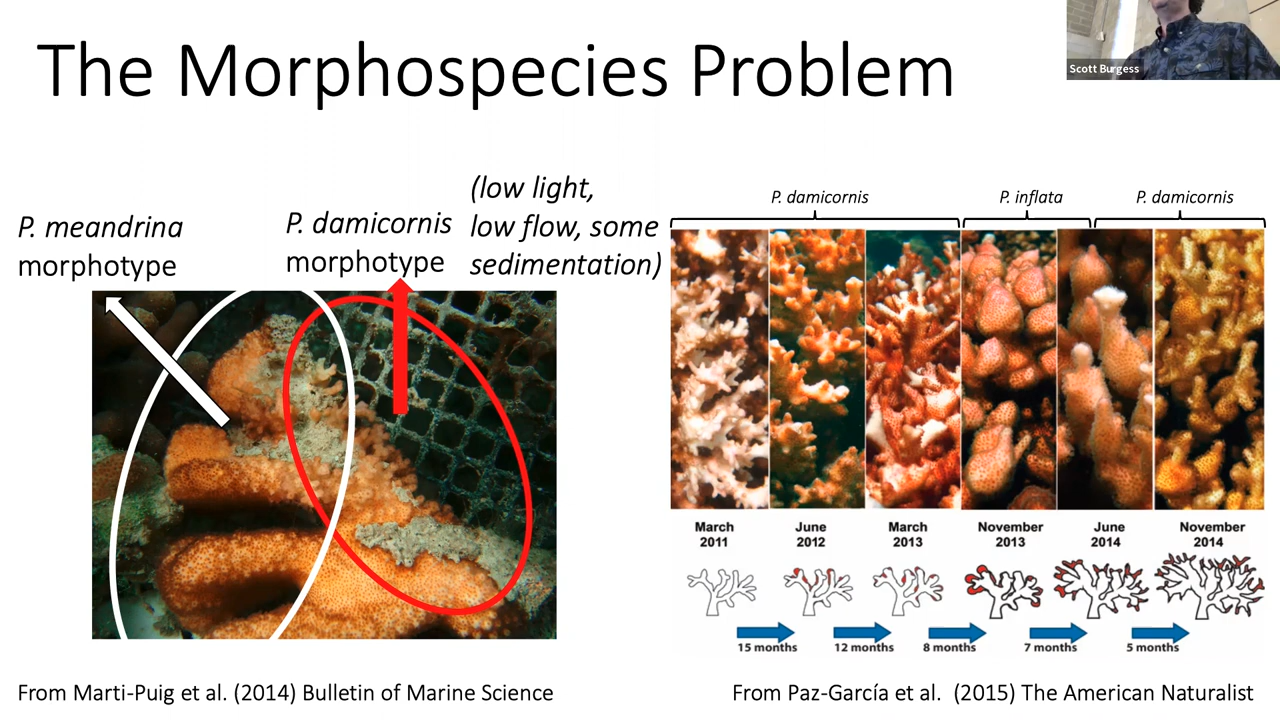 The Morphospecies Problem
Scott Burgess
P. meandrina
morphotype
P. damicornis
morphotype
(low light,
low flow, some
sedimentation)
P. damicornis
P. inflata
P. damicornis
March
2011
June
2012
March
2013
November
2013
June
2014
November
2014
15 months
12 months
8 months
7 months
5 months
From Marti-Puig et al. (2014) Bulletin of Marine Science
From Paz-García et al. (2015) The American Naturalist